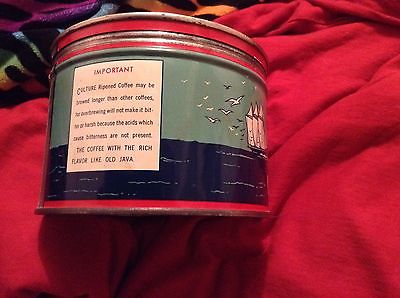 IMPORTANT
CULTURE Ripened Coffee may be
brewed longer than other coffees,
for overbrewing will not make it bit-
ter or harsh because the acids which
cause bitterness are not present.
THE COFFEE WITH THE RICH
FLAVOR LIKE OLD JAVA.